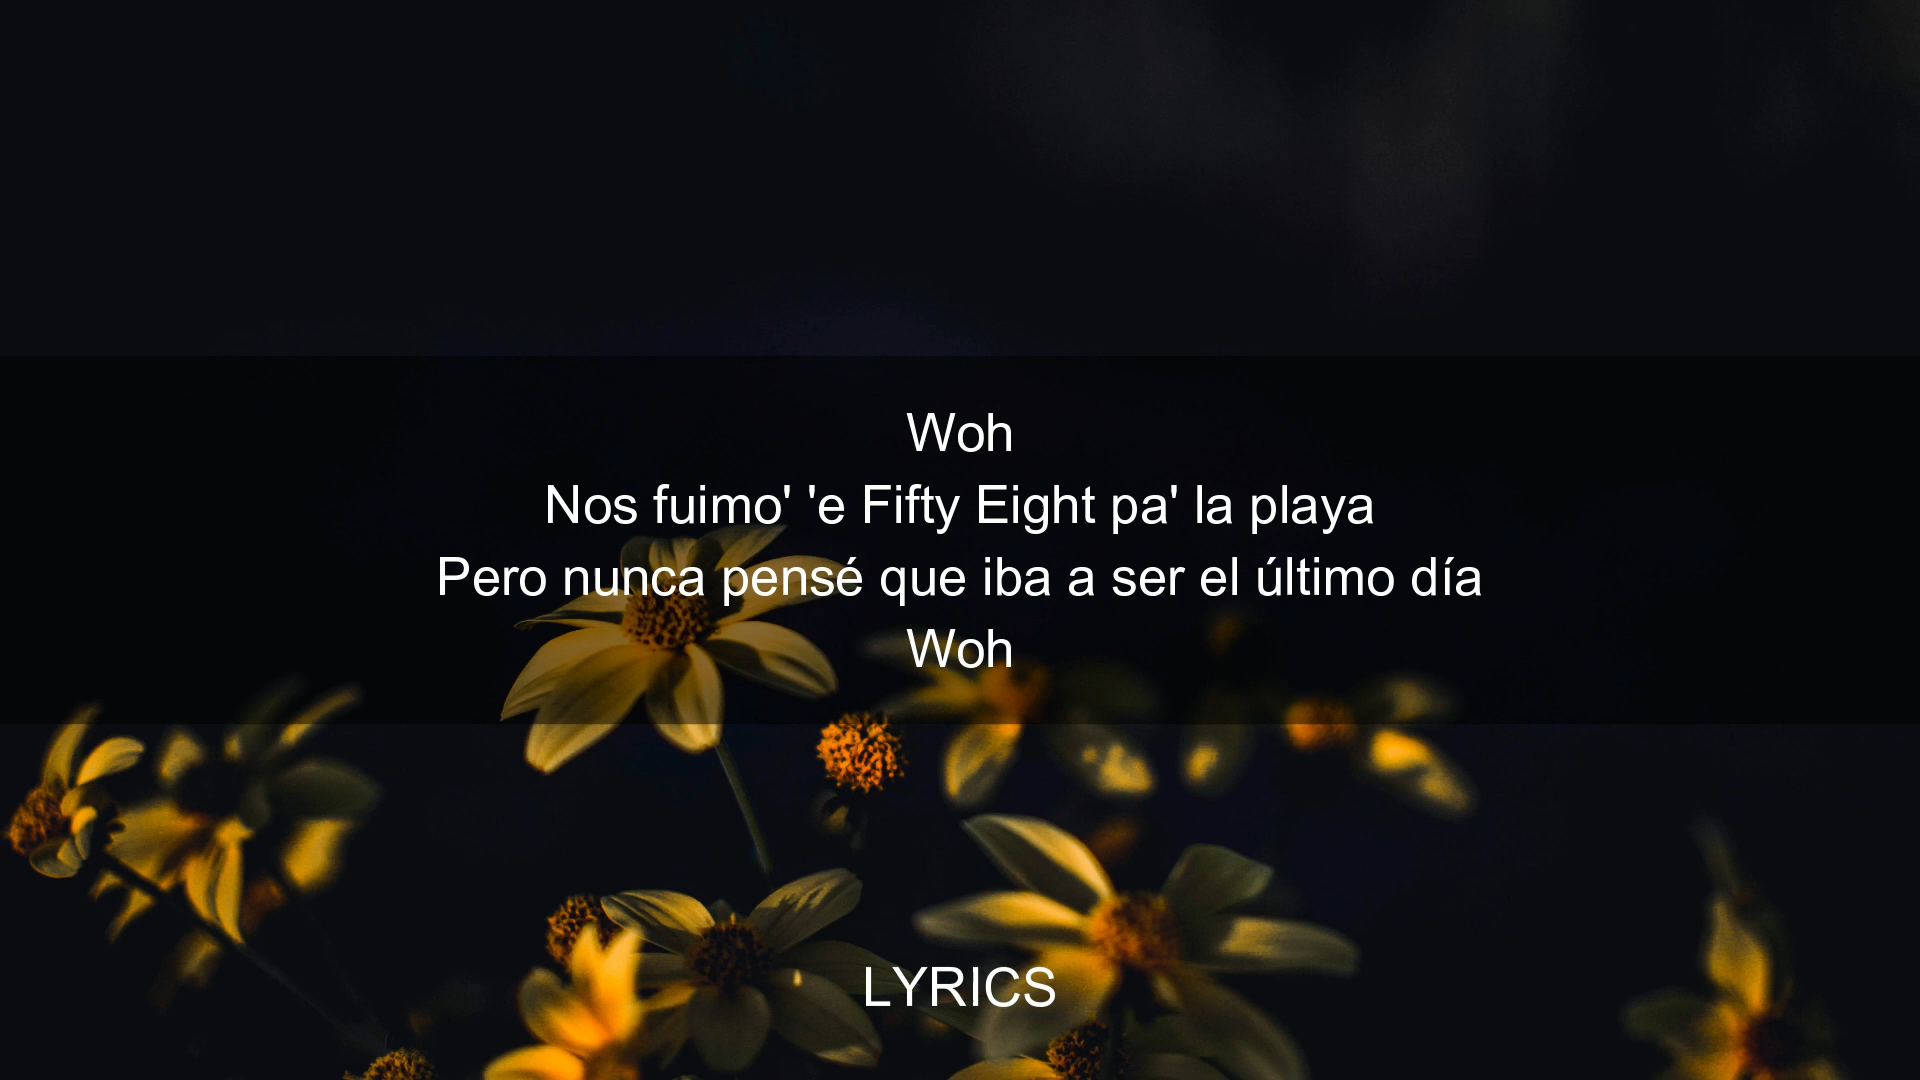 Woh
Nos fuimo' 'e Fifty Eight pa' la playa
Pero nunca pensé que iba a ser el último día
Woh
LYRICS